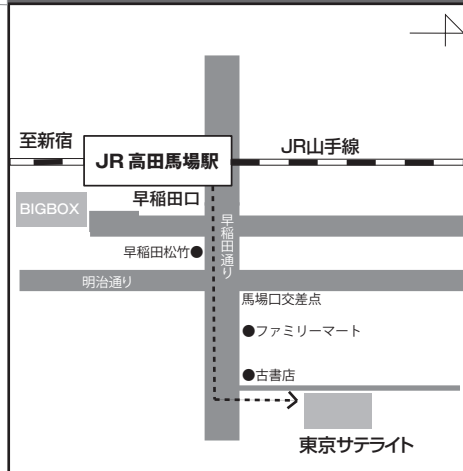 至新宿
JR 高田馬場駅
JR山手線
早稲田口
BIGBOX
早稲田通り
早稲田松竹●
明治通り
馬場口交差点
●ファミリーマート
●古書店
東京サテライト